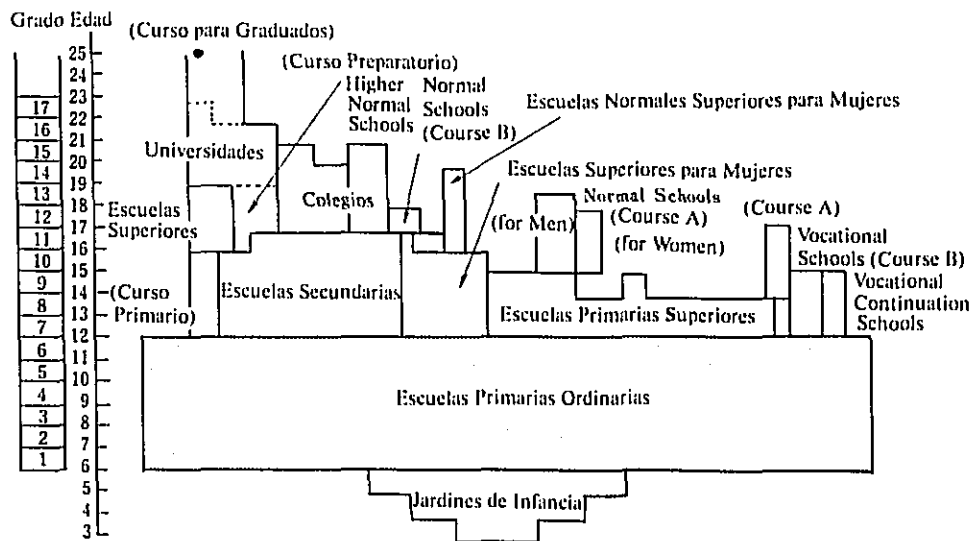 Grado Edad
(Curso para Graduados)
25
24
23
22
21
20
19
18
17
16
15
14
13
12
11
10
9
8
7
6
5
4
3
17
16
15
14
13
12
11
10
9
8
7
6
5
4
3
2
1
(Curso Preparatorio)
Higher
Normal
Schools
Normal
Schools
(Course B)
Escuelas Normales Superiores para Mujeres
Universidades
Escuelas Superiores para Mujeres
Colegios
Escuelas
Superiores
(for Men)
Normal Schools
(Course A)
(for Women)
(Course A)
Vocational
Schools (Course B)
Vocational
Continuation
Schools
(Curso
Primario)
Escuelas Secundarias
Escuelas Primarias Superiores
Escuelas Primarias Ordinarias
Jardines de Infancia